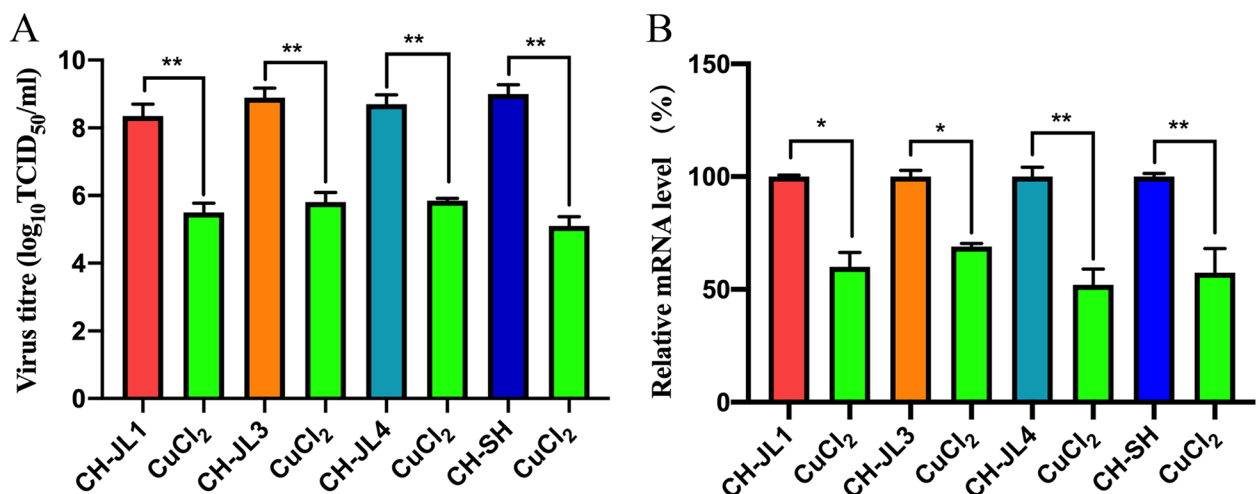 A
Virus titre (log₁₀TCID₅₀/ml)
10
8
6
4
2
0
**
**
**
**
CH-JL1
CuCl₂
CH-JL3
CuCl₂
CH-JL4
CuCl₂
CH-SH
CuCl₂
B
Relative mRNA level (%)
150
100
50
0
*
*
**
**
CH-JL1
CuCl₂
CH-JL3
CuCl₂
CH-JL4
CuCl₂
CH-SH
CuCl₂